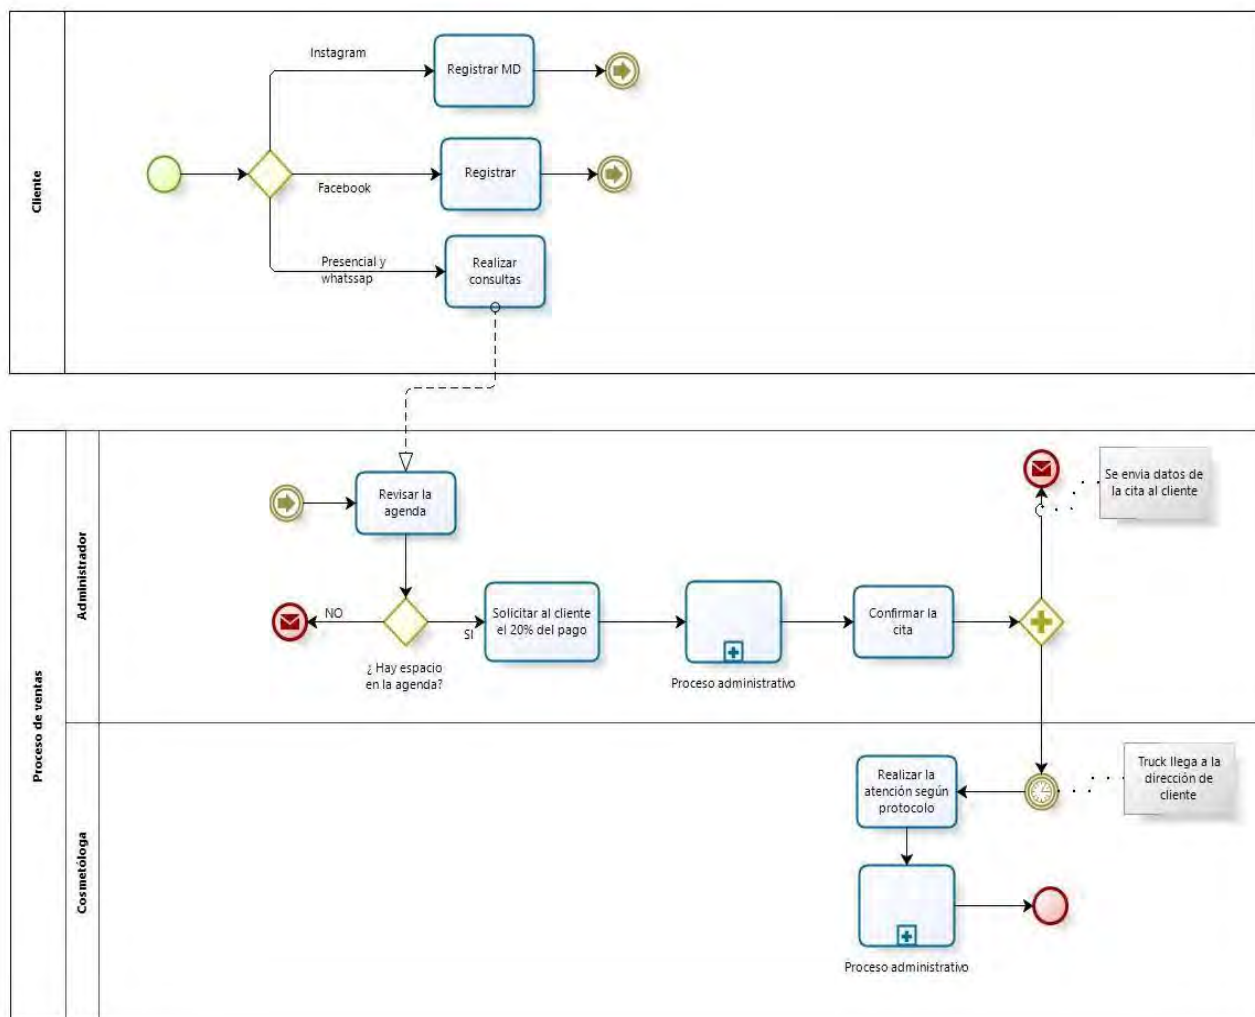 Cliente
Instagram
Registrar MD
Facebook
Registrar
Presencial y
whatssap
Realizar
consultas
Proceso de ventas
Administrador
Revisar la
agenda
Se envia datos de
la cita al cliente
NO
SI
¿ Hay espacio
en la agenda?
Solicitar al cliente
el 20% del pago
Proceso administrativo
Confirmar la
cita
Cosmetóloga
Realizar la
atención según
protocolo
Truck llega a la
dirección de
cliente
Proceso administrativo